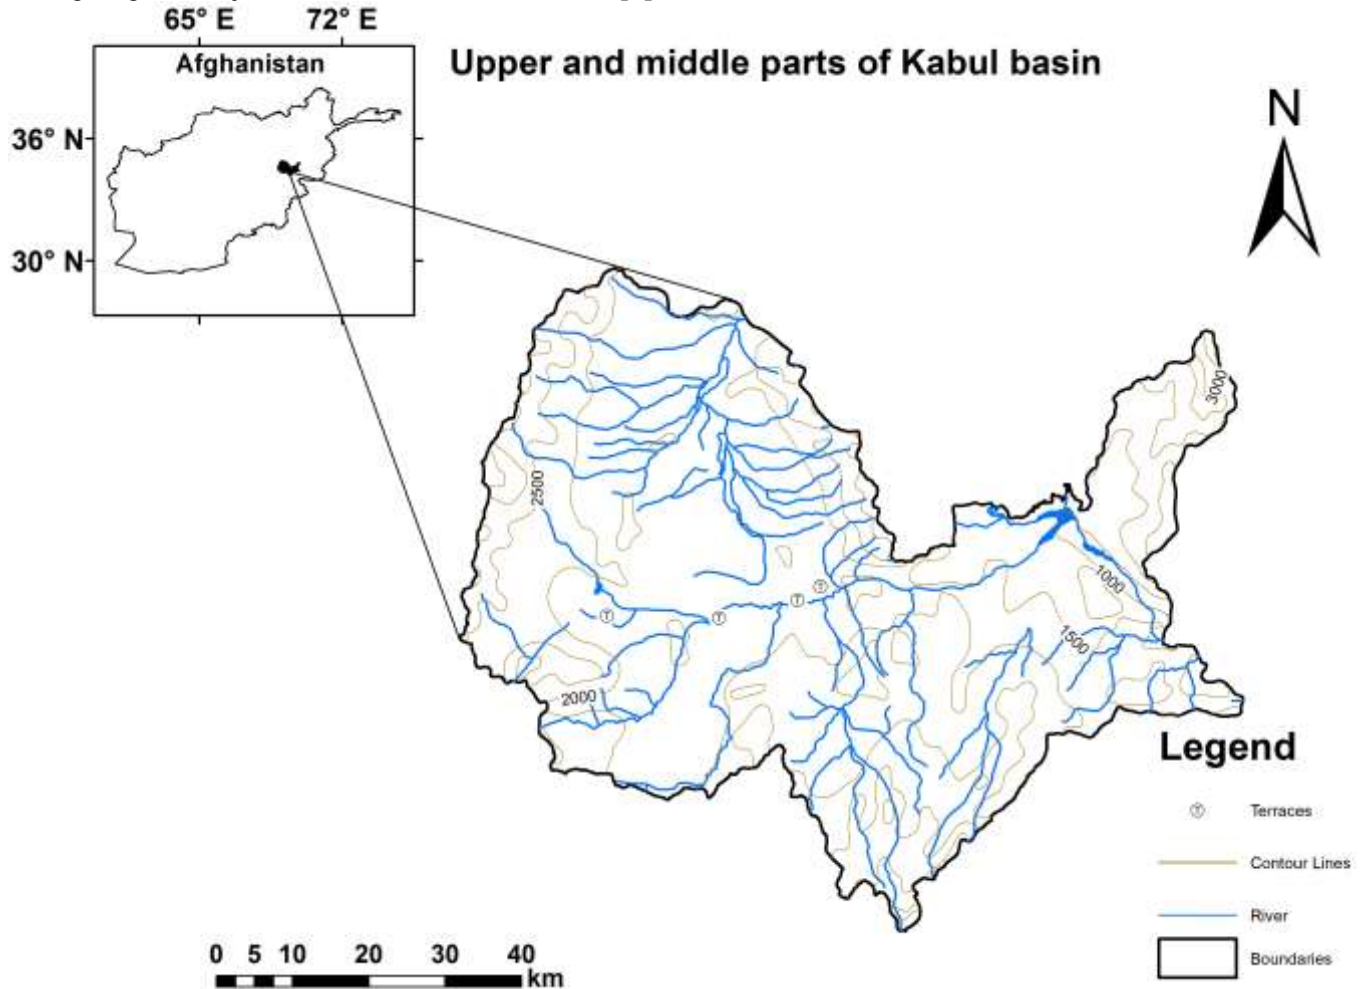 65° E 72° E
Afghanistan
Upper and middle parts of Kabul basin
N
36° N
30° N
3000
2500
1000
T
T
T
T
1500
2000
Legend
T Terraces
Contour Lines
River
Boundaries
0 5 10 20 30 40
km